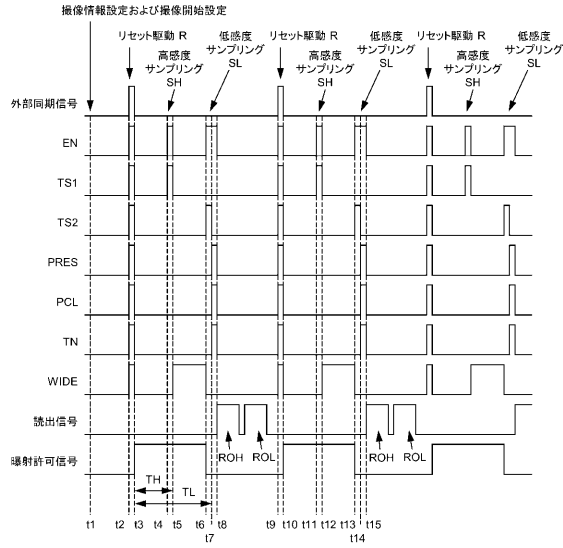 撮像情報設定および撮像開始設定
リセット駆動 R
高感度
サンプリング
SH
低感度
サンプリング
SL
リセット駆動 R
高感度
サンプリング
SH
低感度
サンプリング
SL
リセット駆動 R
高感度
サンプリング
SH
低感度
サンプリング
SL
外部同期信号
EN
TS1
TS2
PRES
PCL
TN
WIDE
読出信号
ROH ROL ROH ROL
曝射許可信号
TH
TL
t1 t2 t3 t4 t5 t6 t8 t9 t10 t11 t12 t13 t15
t7 t14